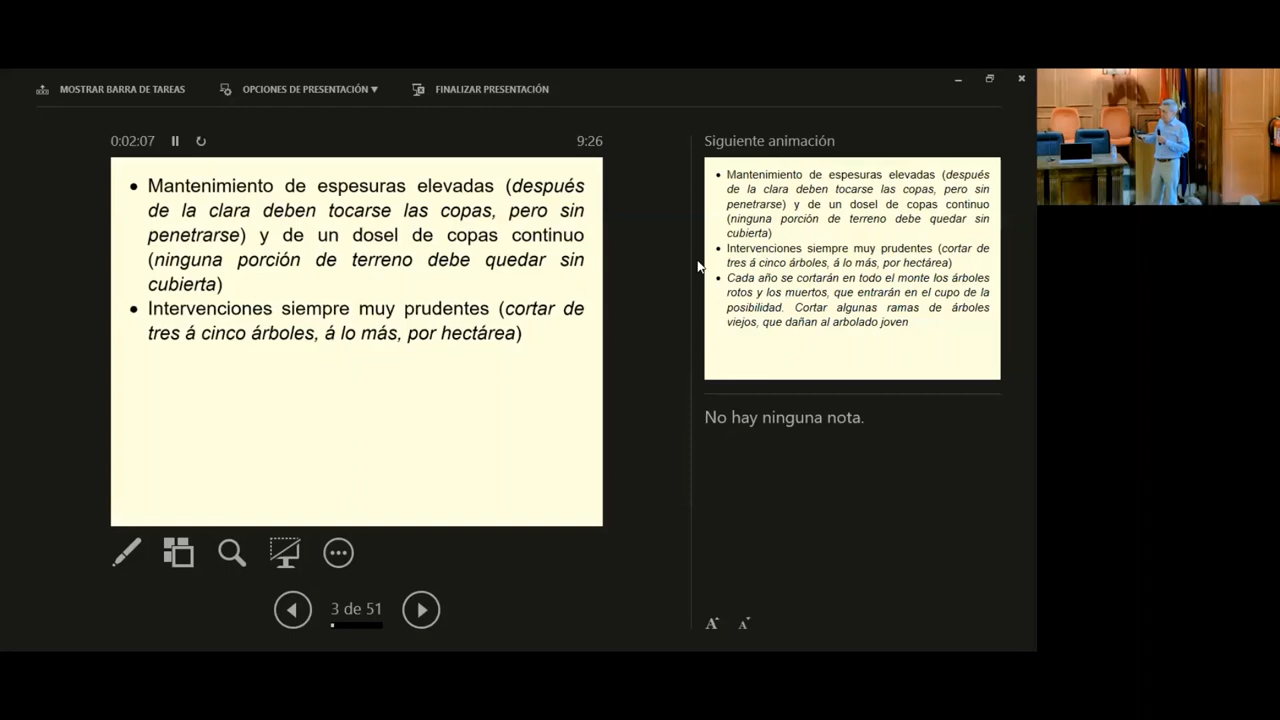 MOSTRAR BARRA DE TAREAS
OPCIONES DE PRESENTACIÓN ▼
FINALIZAR PRESENTACIÓN
0:02:07
9:26
• Mantenimiento de espesuras elevadas (después
de la clara deben tocarse las copas, pero sin
penetrarse) y de un dosel de copas continuo
(ninguna porción de terreno debe quedar sin
cubierta)
• Intervenciones siempre muy prudentes (cortar de
tres á cinco árboles, á lo más, por hectárea)
3 de 51
Siguiente animación
• Mantenimiento de espesuras elevadas (después
de la clara deben tocarse las copas, pero sin
penetrarse) y de un dosel de copas continuo
(ninguna porción de terreno debe quedar sin
cubierta)
• Intervenciones siempre muy prudentes (cortar de
tres á cinco árboles, á lo más, por hectárea)
• Cada año se cortarán en todo el monte los árboles
rotos y los muertos, que entrarán en el cupo de la
posibilidad. Cortar algunas ramas de árboles
viejos, que dañan al arbolado joven
No hay ninguna nota.
A A